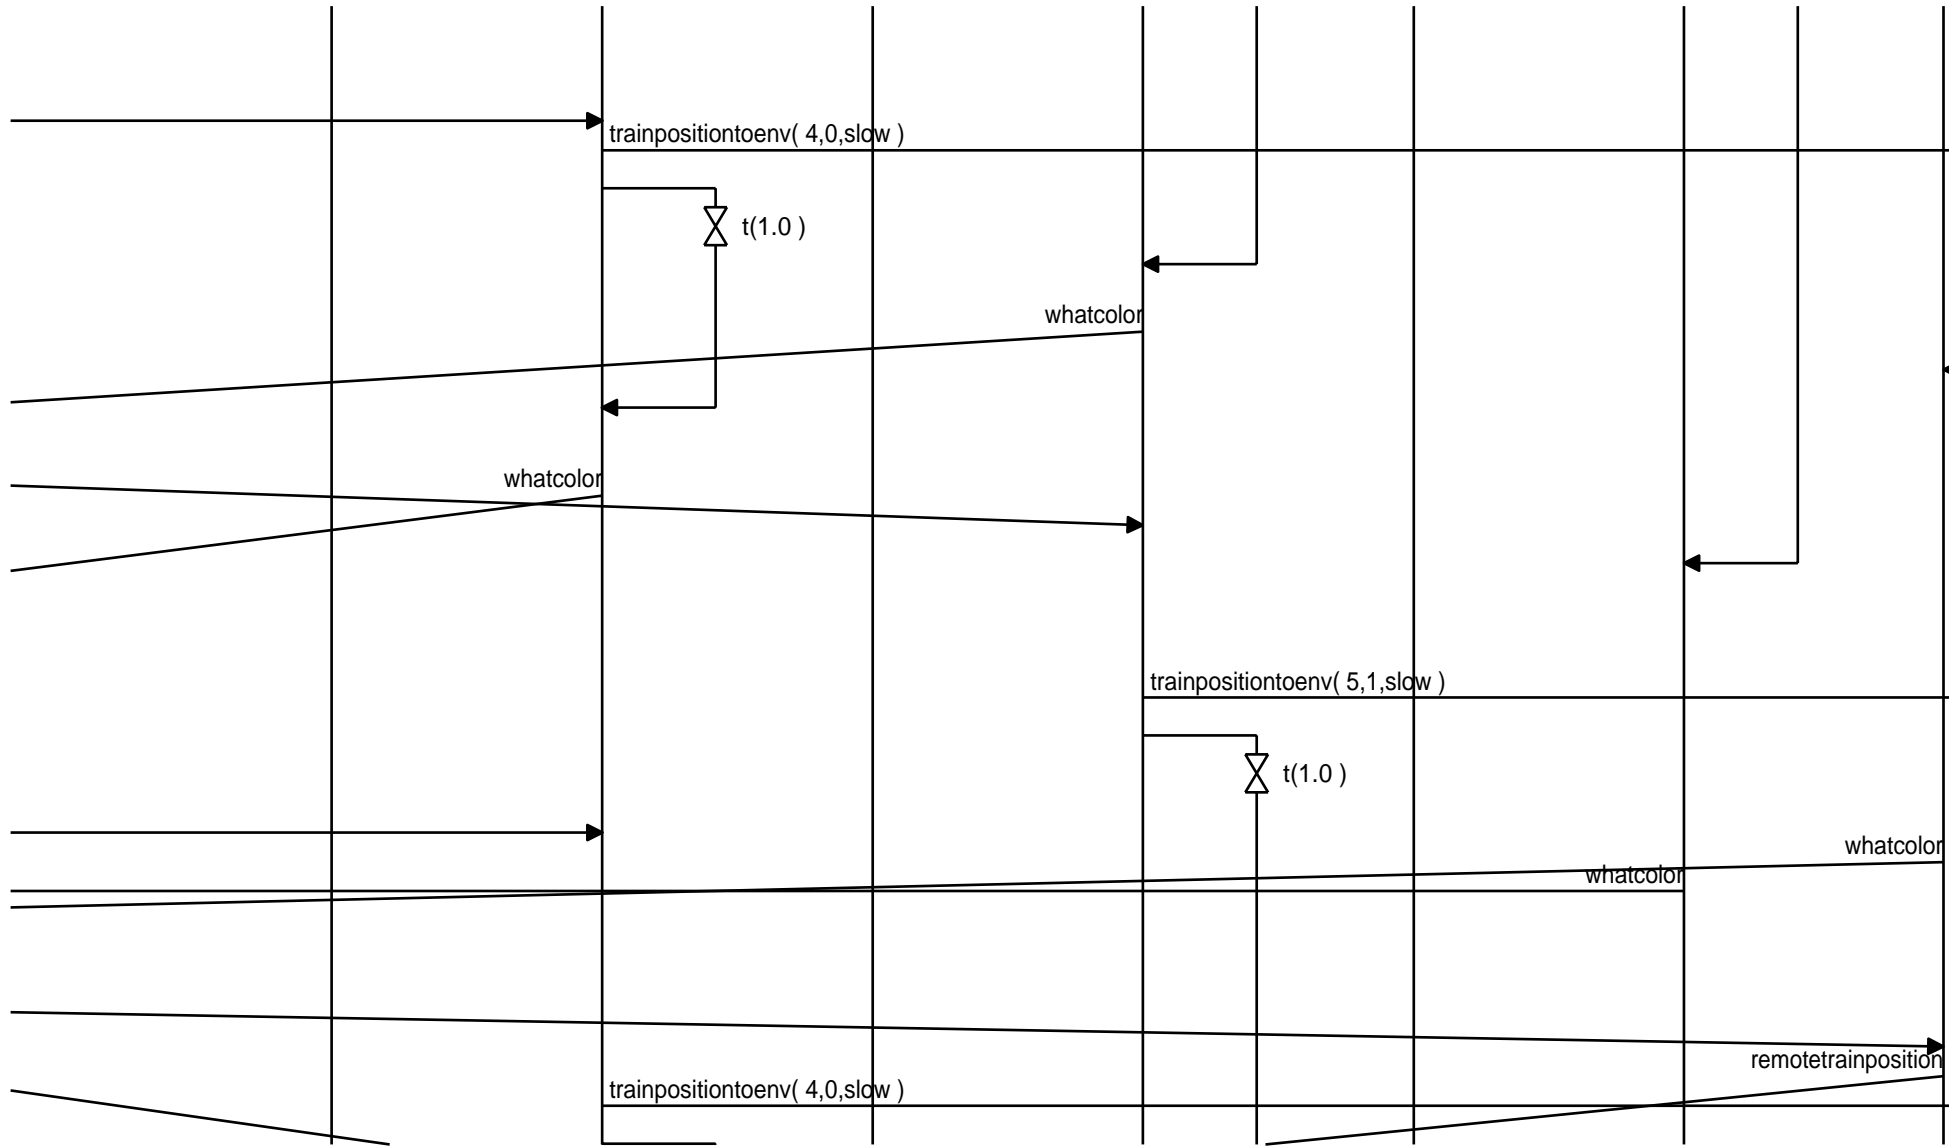 trainpositiontoenv( 4,0,slow )
t(1.0 )
whatcolor
whatcolor
trainpositiontoenv( 5,1,slow )
t(1.0 )
whatcolor
whatcolor
remotetrainposition
trainpositiontoenv( 4,0,slow )